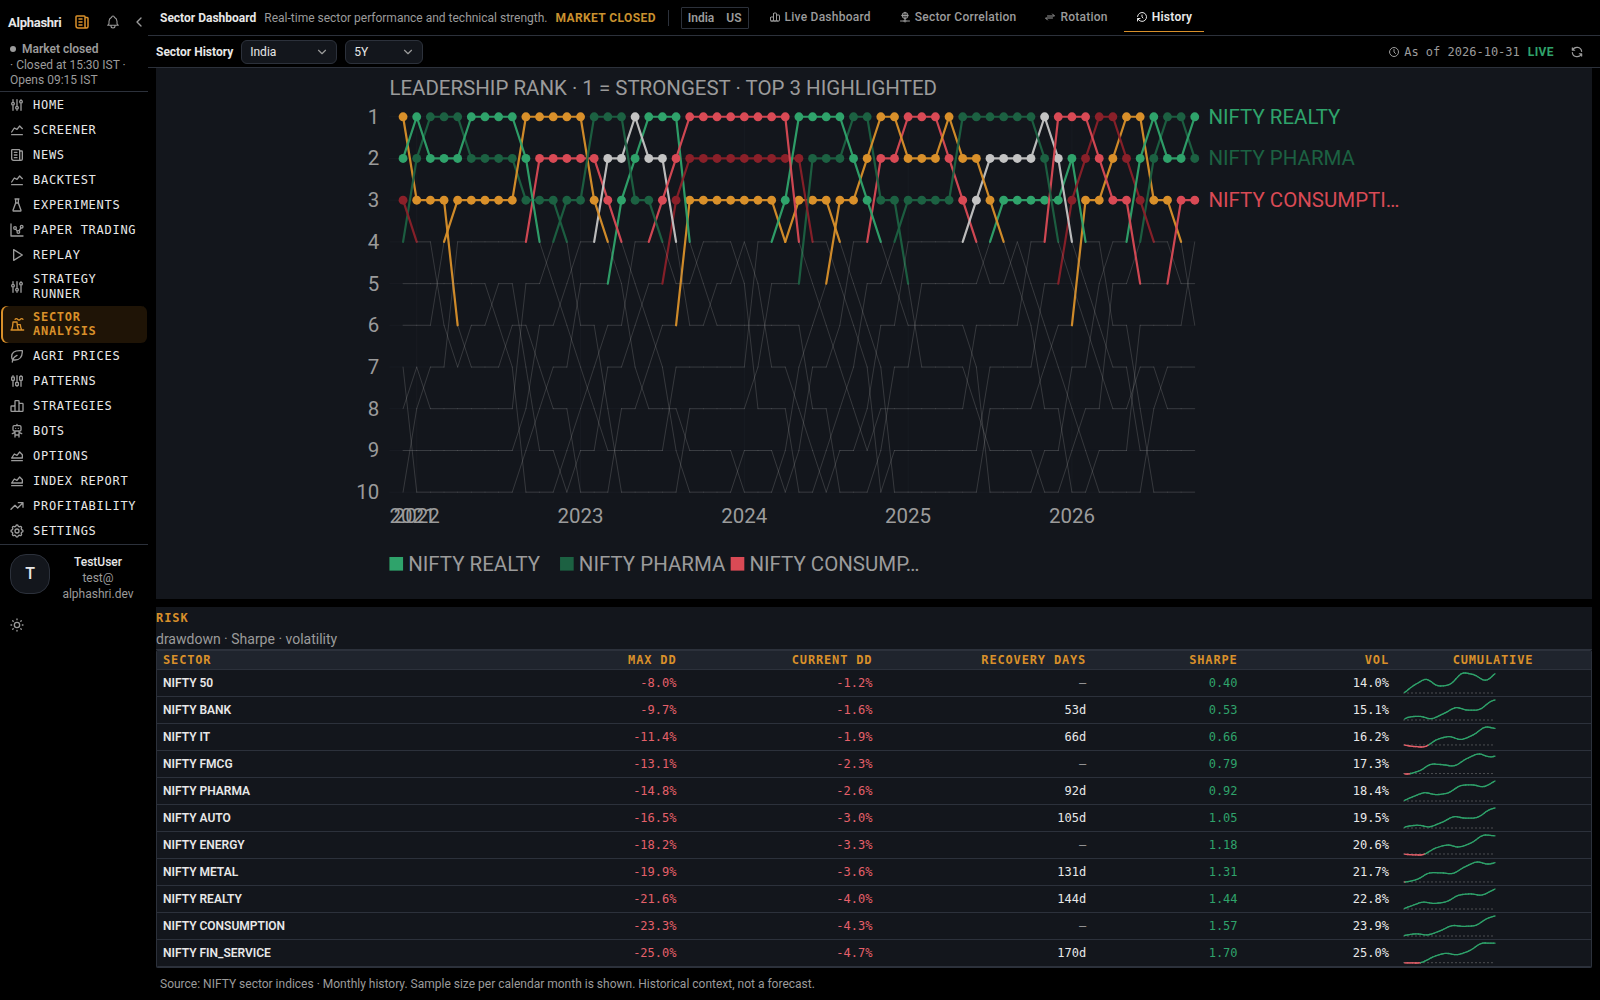 Alphashri
Market closed
· Closed at 15:30 IST ·
Opens 09:15 IST
HOME
SCREENER
NEWS
BACKTEST
EXPERIMENTS
PAPER TRADING
REPLAY
STRATEGY
RUNNER
SECTOR
ANALYSIS
AGRI PRICES
PATTERNS
STRATEGIES
BOTS
OPTIONS
INDEX REPORT
PROFITABILITY
SETTINGS
T
TestUser
test@
alphashri.dev
Sector Dashboard Real-time sector performance and technical strength. MARKET CLOSED India US Live Dashboard Sector Correlation Rotation History
Sector History India 5Y As of 2026-10-31 LIVE
LEADERSHIP RANK · 1 = STRONGEST · TOP 3 HIGHLIGHTED
1 NIFTY REALTY
2 NIFTY PHARMA
3 NIFTY CONSUMPTI...
4
5
6
7
8
9
10
2021 2022 2023 2024 2025 2026
NIFTY REALTY NIFTY PHARMA NIFTY CONSUMP...
RISK
drawdown · Sharpe · volatility
SECTOR MAX DD CURRENT DD RECOVERY DAYS SHARPE VOL CUMULATIVE
NIFTY 50 -8.0% -1.2% — 0.40 14.0%
NIFTY BANK -9.7% -1.6% 53d 0.53 15.1%
NIFTY IT -11.4% -1.9% 66d 0.66 16.2%
NIFTY FMCG -13.1% -2.3% — 0.79 17.3%
NIFTY PHARMA -14.8% -2.6% 92d 0.92 18.4%
NIFTY AUTO -16.5% -3.0% 105d 1.05 19.5%
NIFTY ENERGY -18.2% -3.3% — 1.18 20.6%
NIFTY METAL -19.9% -3.6% 131d 1.31 21.7%
NIFTY REALTY -21.6% -4.0% 144d 1.44 22.8%
NIFTY CONSUMPTION -23.3% -4.3% — 1.57 23.9%
NIFTY FIN_SERVICE -25.0% -4.7% 170d 1.70 25.0%
Source: NIFTY sector indices · Monthly history. Sample size per calendar month is shown. Historical context, not a forecast.